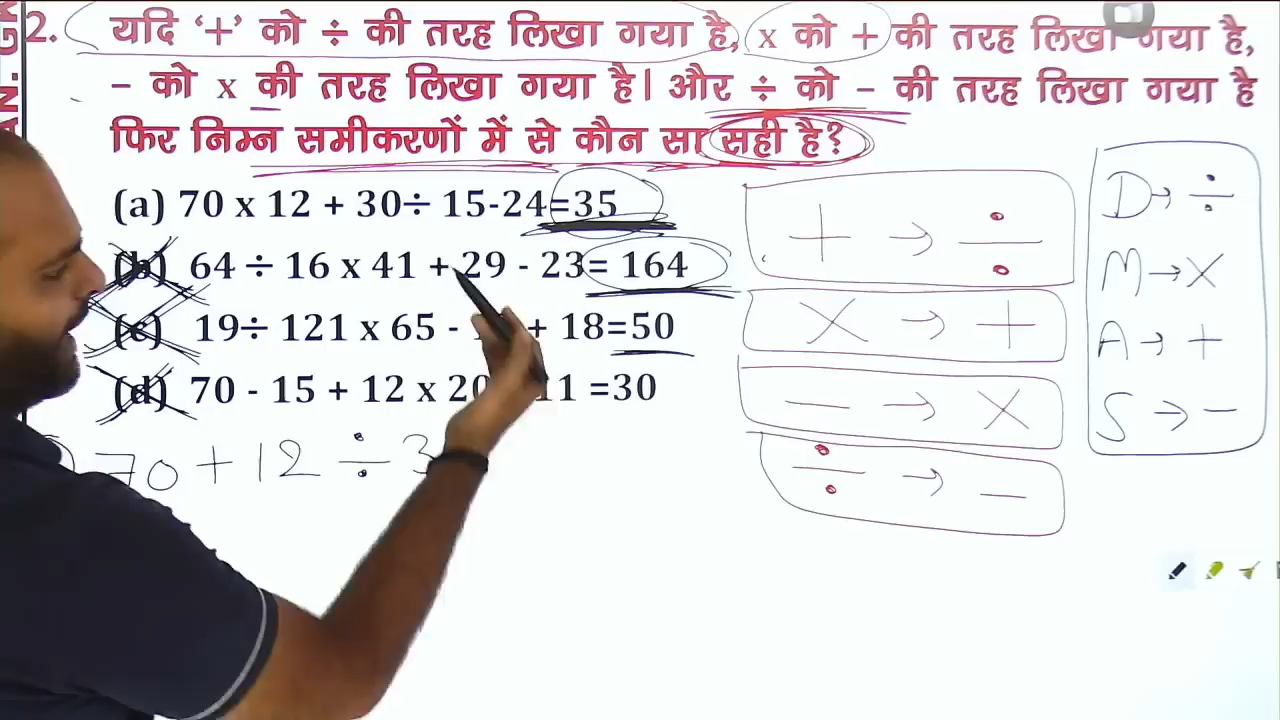 2. यदि ‘+’ को ÷ की तरह लिखा गया है, x को + की तरह लिखा गया है,
– को x की तरह लिखा गया है। और ÷ को – की तरह लिखा गया है
फिर निम्न समीकरणों में से कौन सा सही है?
(a) 70 x 12 + 30÷ 15-24=35
(b) 64 ÷ 16 x 41 + 29 - 23= 164
(c) 19÷ 121 x 65 - + 18=50
(d) 70 - 15 + 12 x 20 11 =30
70 + 12 ÷ 3
+ → ÷
x → +
– → x
÷ → –
D → ÷
M → X
A → +
S → –